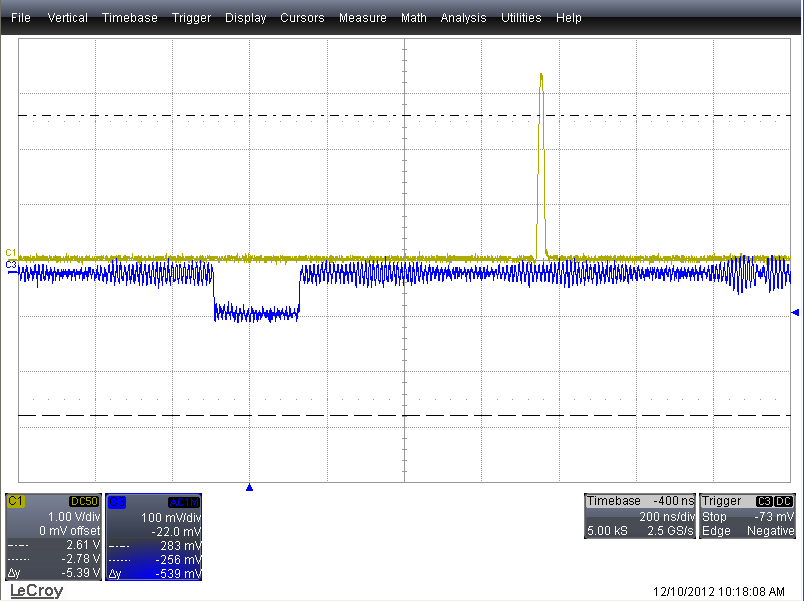 File Vertical Timebase Trigger Display Cursors Measure Math Analysis Utilities Help
C1
C3
C1 DC50
1.00 V/div
0 mV offset
2.61 V
-2.78 V
Δy -5.39 V
100 mV/div
-22.0 mV
283 mV
-256 mV
Δy -539 mV
Timebase -400 ns
200 ns/div
5.00 kS 2.5 GS/s
Trigger C3 DC
Stop -73 mV
Edge Negative
LeCroy
12/10/2012 10:18:08 AM